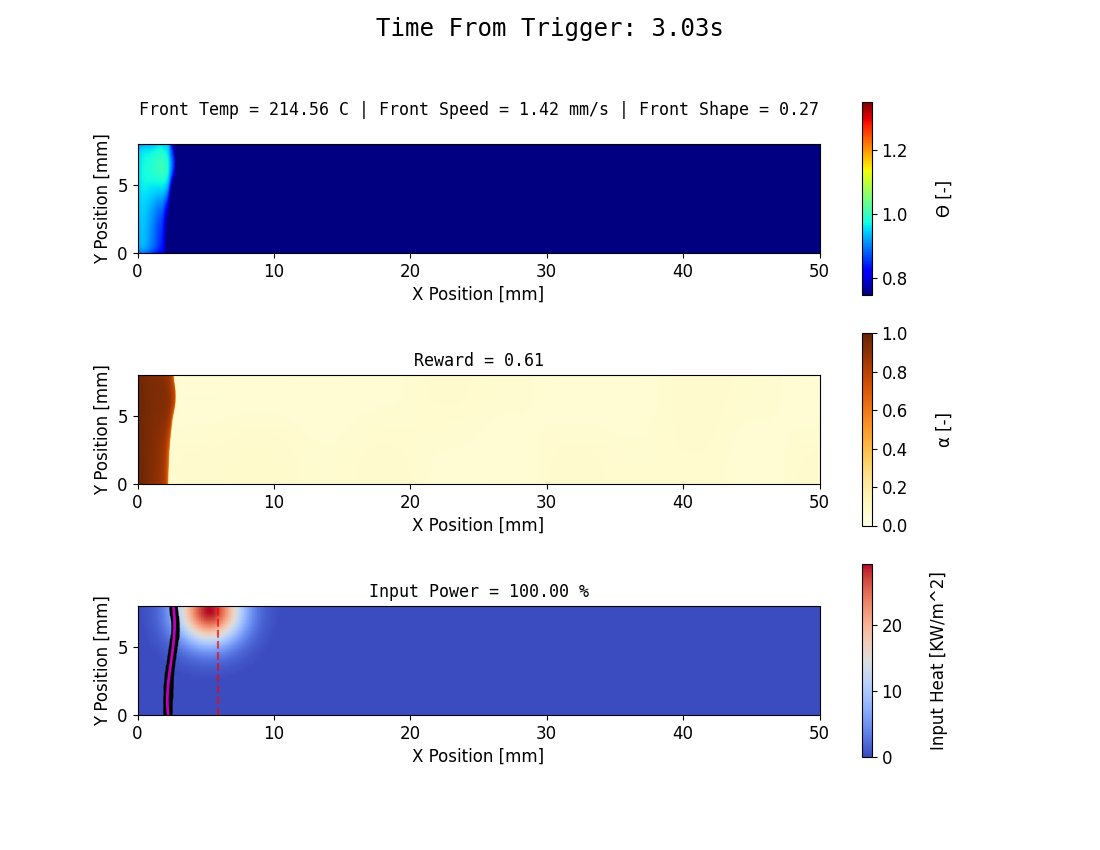 Time From Trigger: 3.03s
Front Temp = 214.56 C | Front Speed = 1.42 mm/s | Front Shape = 0.27
Y Position [mm]
5
0
0 10 20 30 40 50
X Position [mm]
1.2
1.0
0.8
Θ [-]
Reward = 0.61
Y Position [mm]
5
0
0 10 20 30 40 50
X Position [mm]
1.0
0.8
0.6
0.4
0.2
0.0
α [-]
Input Power = 100.00 %
Y Position [mm]
5
0
0 10 20 30 40 50
X Position [mm]
20
10
0
Input Heat [KW/m^2]